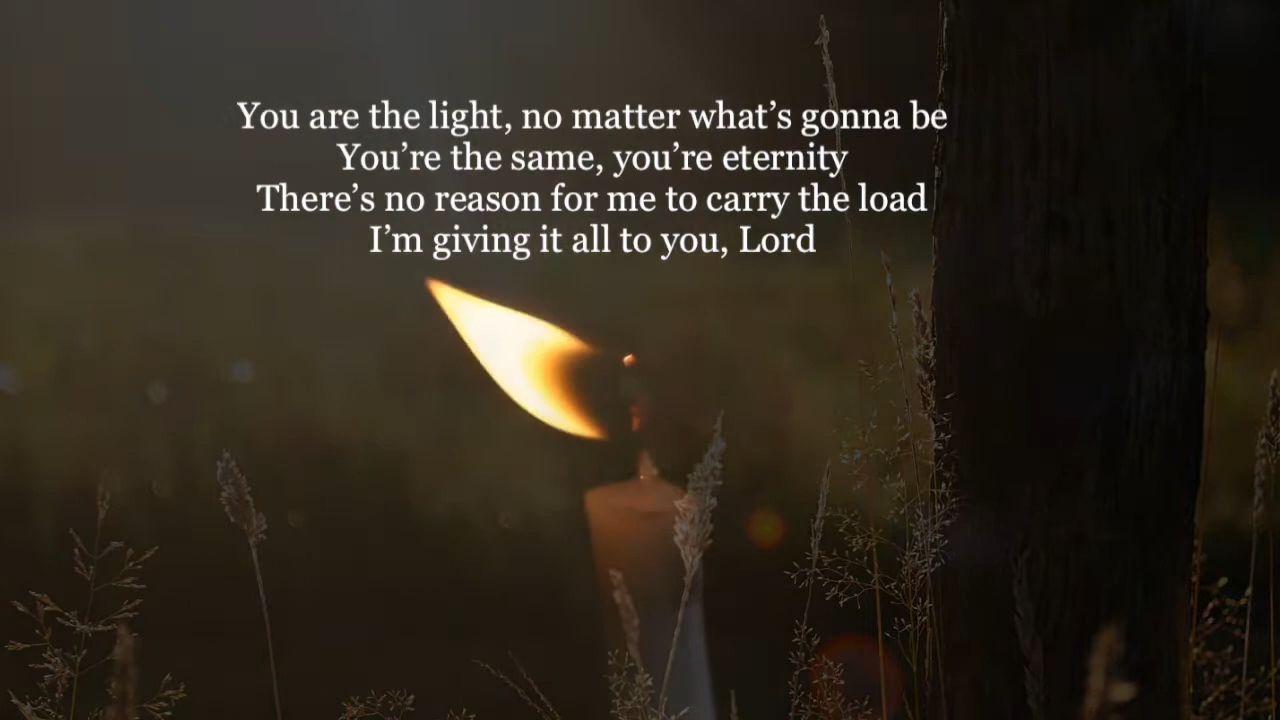 You are the light, no matter what’s gonna be
You’re the same, you’re eternity
There’s no reason for me to carry the load
I’m giving it all to you, Lord